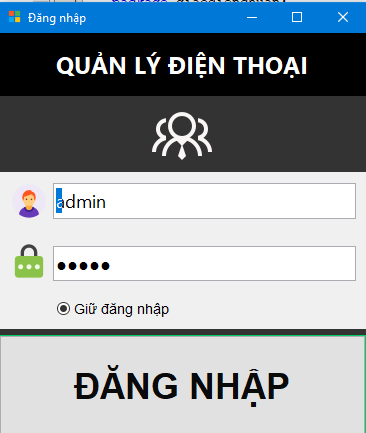 Đăng nhập
QUẢN LÝ ĐIỆN THOẠI
admin
●●●●●
Giữ đăng nhập
ĐĂNG NHẬP